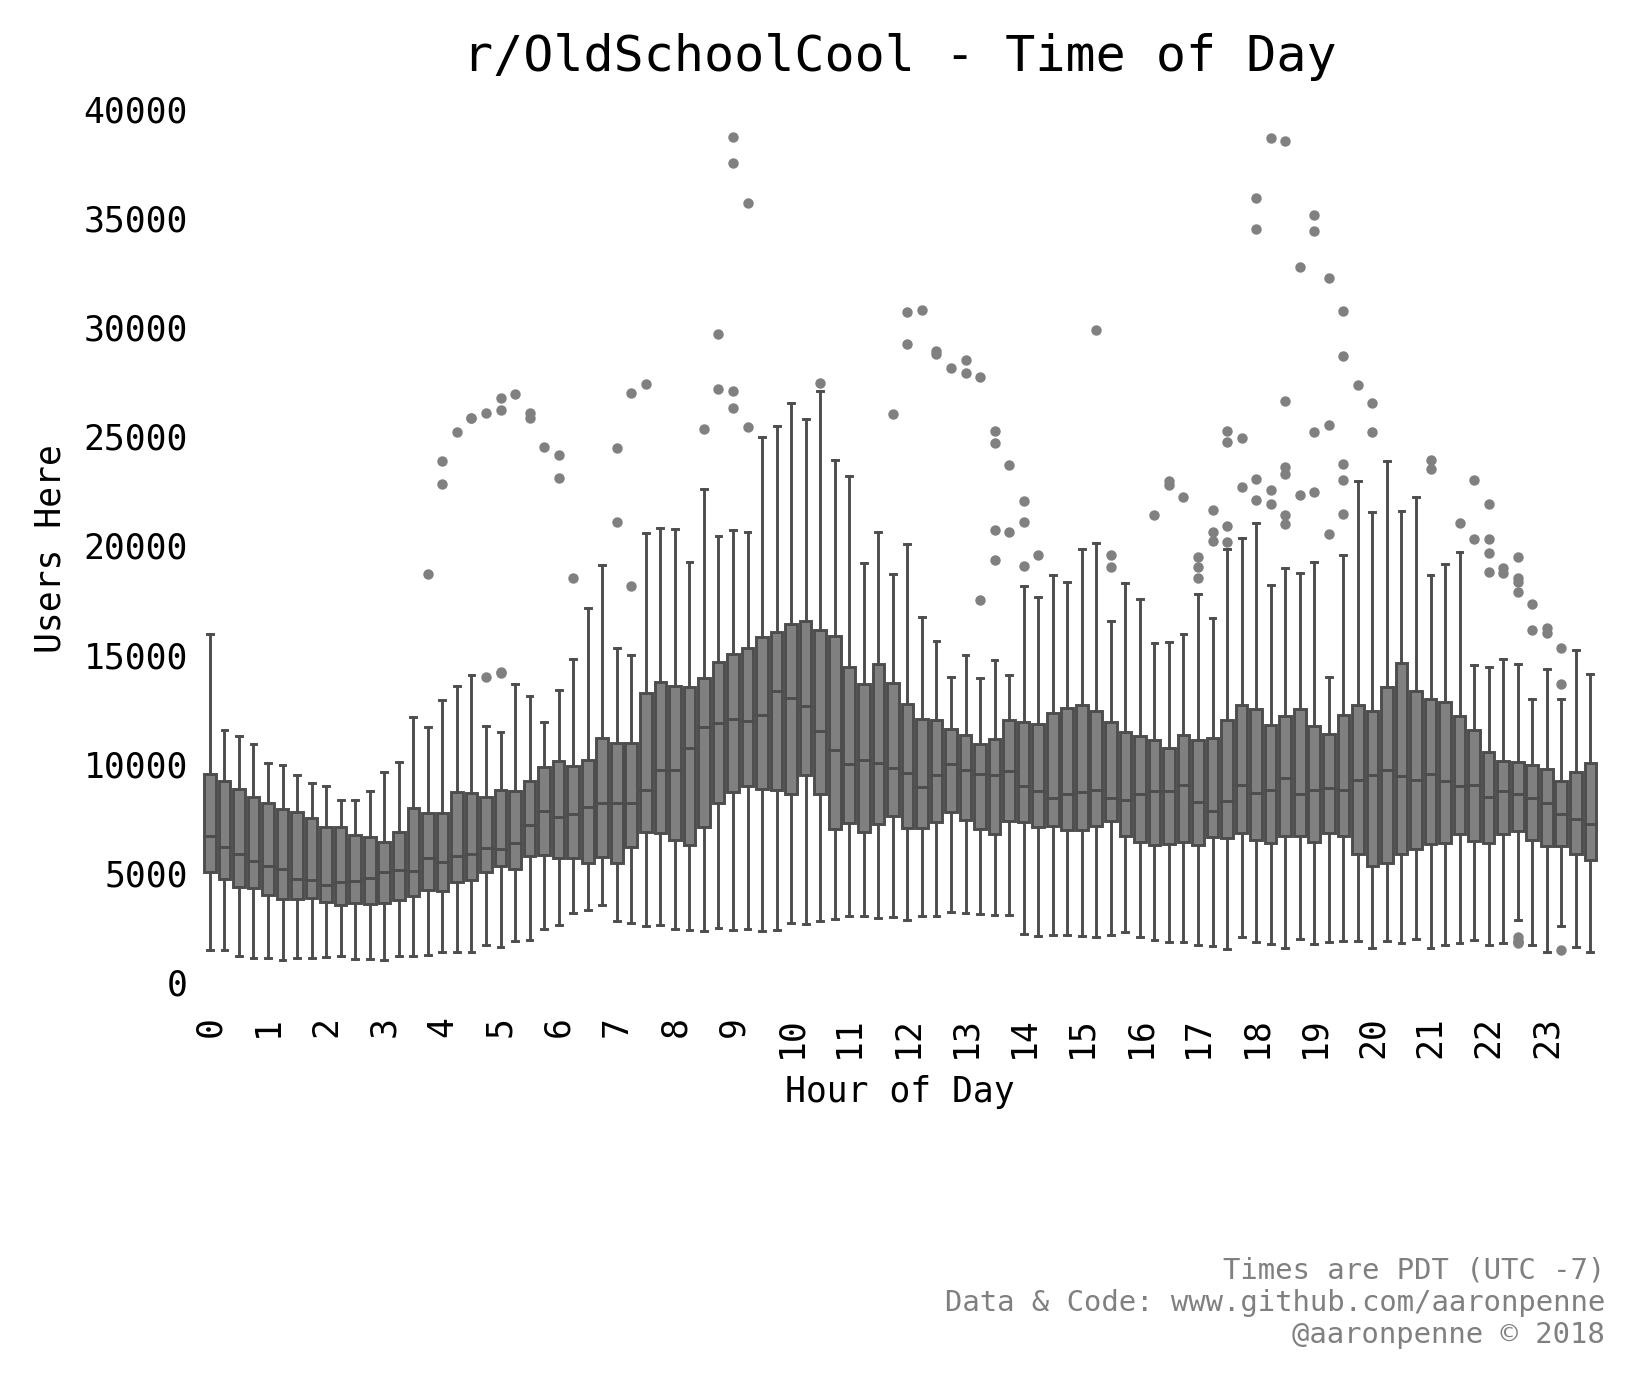 r/OldSchoolCool - Time of Day
40000
35000
30000
25000
20000
15000
10000
5000
0
Users Here
0 1 2 3 4 5 6 7 8 9 10 11 12 13 14 15 16 17 18 19 20 21 22 23
Hour of Day
Times are PDT (UTC -7)
Data & Code: www.github.com/aaronpenne
@aaronpenne © 2018